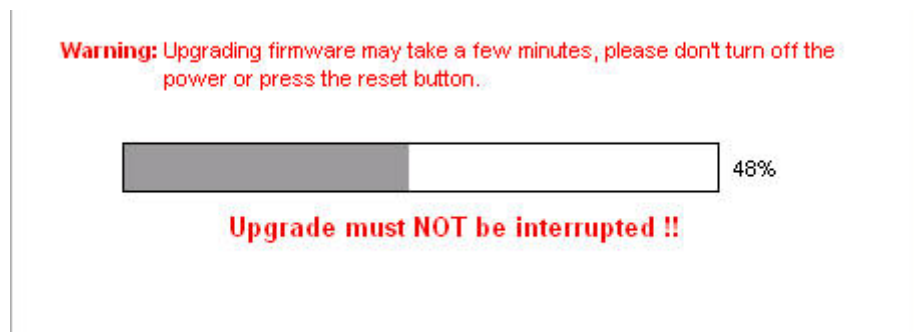 Warning: Upgrading firmware may take a few minutes, please don't turn off the
power or press the reset button.
48%
Upgrade must NOT be interrupted !!